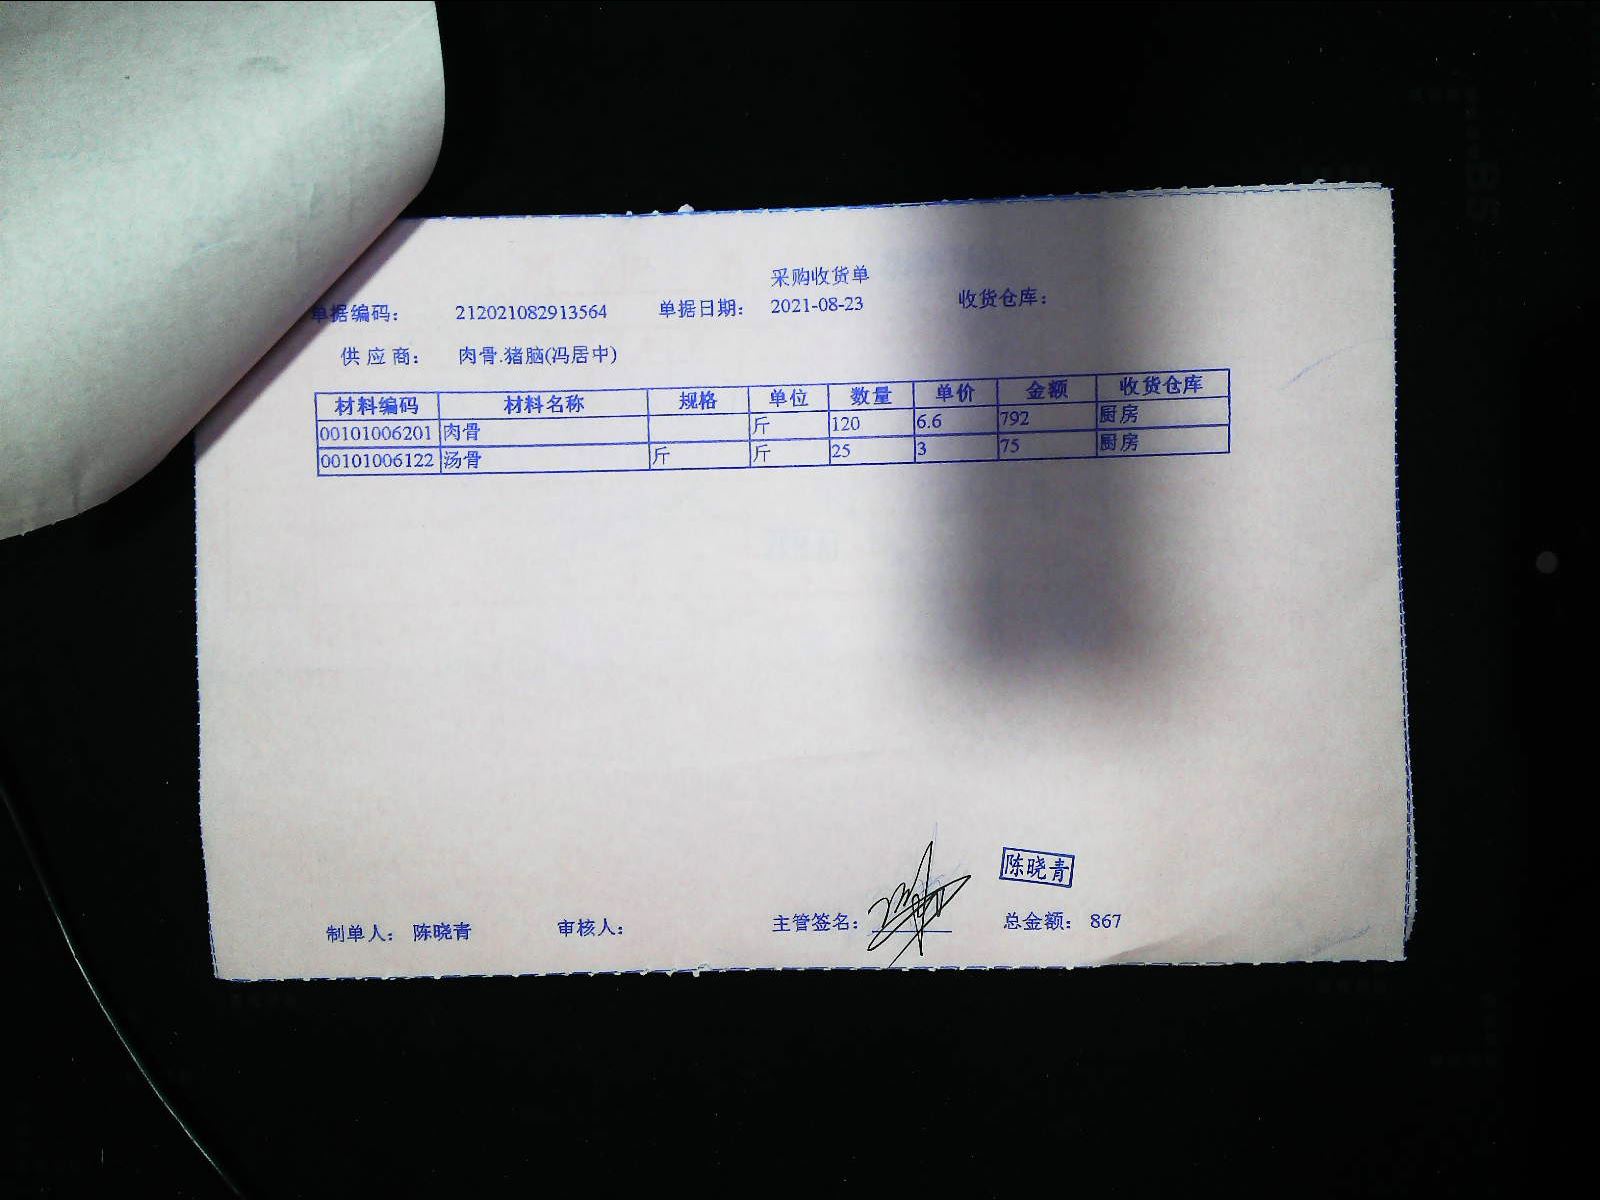 采购收货单
单据编码: 212021082913564 单据日期: 2021-08-23 收货仓库:
供应商: 肉骨.猪脑(冯居中)
材料编码 材料名称 规格 单位 数量 单价 金额 收货仓库
00101006201 肉骨 斤 120 6.6 792 厨房
00101006122 汤骨 斤 斤 25 3 75 厨房
陈晓青
制单人: 陈晓青 审核人: 主管签名: 总金额: 867